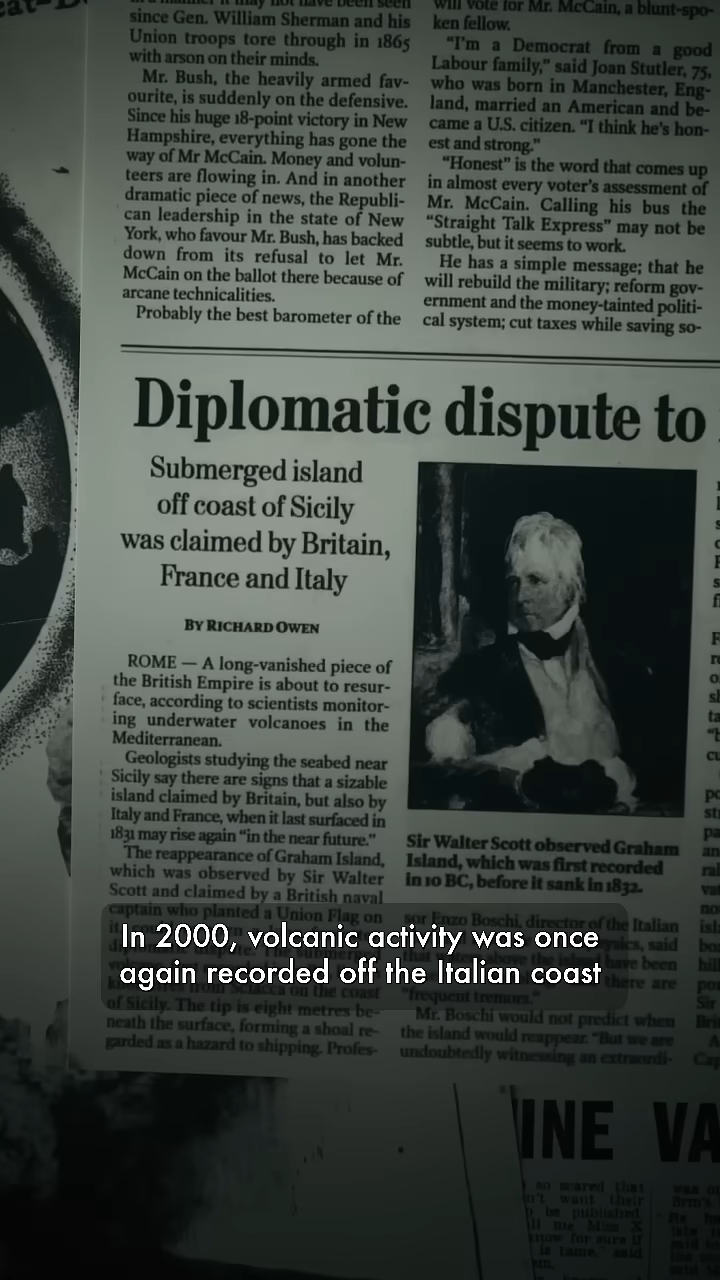 since Gen. William Sherman and his
Union troops tore through in 1865
with arson on their minds.
Mr. Bush, the heavily armed fav-
ourite, is suddenly on the defensive.
Since his huge 18-point victory in New
Hampshire, everything has gone the
way of Mr McCain. Money and volun-
teers are flowing in. And in another
dramatic piece of news, the Republi-
can leadership in the state of New
York, who favour Mr. Bush, has backed
down from its refusal to let Mr.
McCain on the ballot there because of
arcane technicalities.
Probably the best barometer of the
will vote for Mr. McCain, a blunt-spo-
ken fellow.
“I’m a Democrat from a good
Labour family,” said Joan Stutler, 75,
who was born in Manchester, Eng-
land, married an American and be-
came a U.S. citizen. “I think he’s hon-
est and strong.”
“Honest” is the word that comes up
in almost every voter’s assessment of
Mr. McCain. Calling his bus the
“Straight Talk Express” may not be
subtle, but it seems to work.
He has a simple message; that he
will rebuild the military; reform gov-
ernment and the money-tainted politi-
cal system; cut taxes while saving so-
Diplomatic dispute to
Submerged island
off coast of Sicily
was claimed by Britain,
France and Italy
BY RICHARD OWEN
ROME — A long-vanished piece of
the British Empire is about to resur-
face, according to scientists monitor-
ing underwater volcanoes in the
Mediterranean.
Geologists studying the seabed near
Sicily say there are signs that a sizable
island claimed by Britain, but also by
Italy and France, when it last surfaced in
1831 may rise again “in the near future.”
The reappearance of Graham Island,
which was observed by Sir Walter
Scott and claimed by a British naval
captain who planted a Union Flag on
of Sicily. The tip is eight metres be-
neath the surface, forming a shoal re-
garded as a hazard to shipping. Profes-
Sir Walter Scott observed Graham
Island, which was first recorded
in 10 BC, before it sank in 1832.
sor Enzo Boschi, director of the Italian
“frequent tremors.”
Mr. Boschi would not predict when
the island would reappear. “But we are
undoubtedly witnessing an extraordi-
In 2000, volcanic activity was once
again recorded off the Italian coast
INE VA